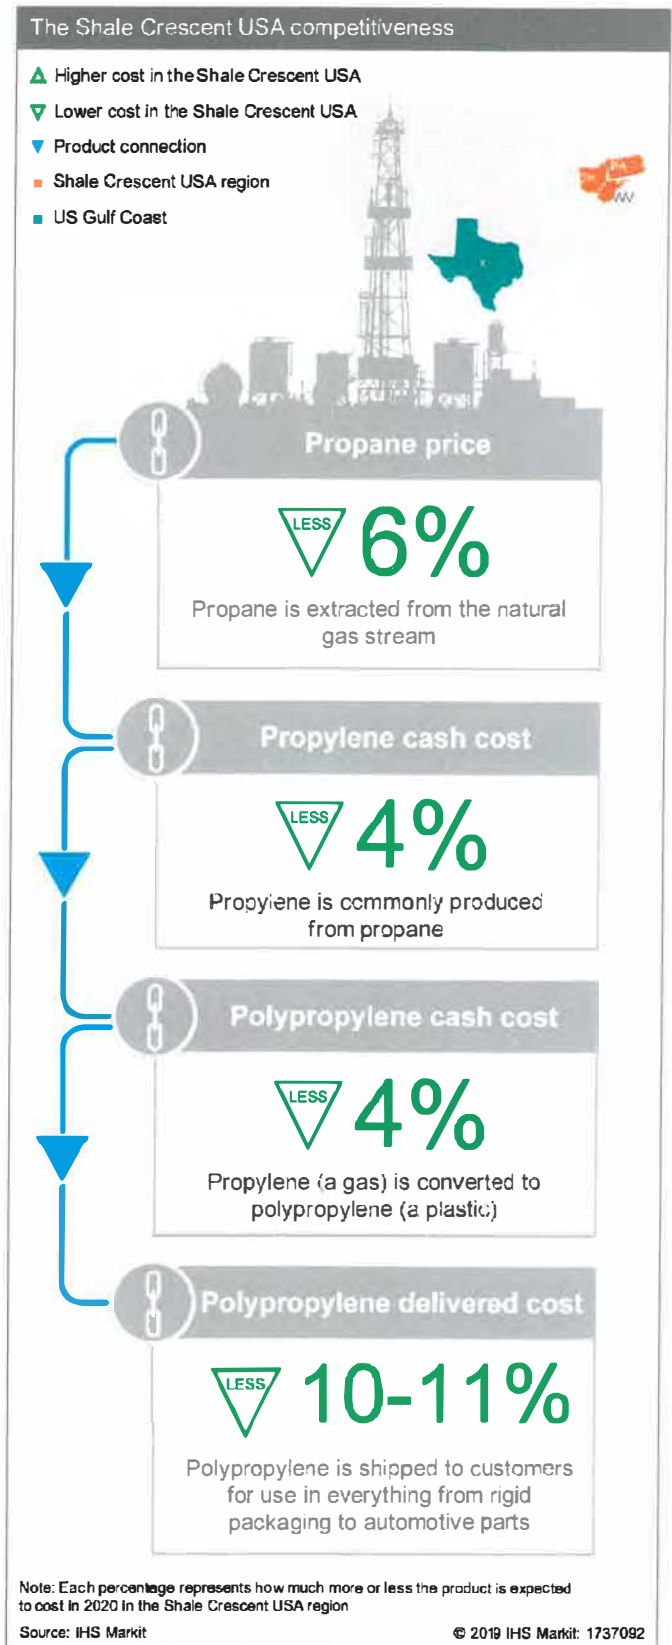 The Shale Crescent USA competitiveness
Higher cost in the Shale Crescent USA
Lower cost in the Shale Crescent USA
Product connection
Shale Crescent USA region
US Gulf Coast
Propane price
LESS 6%
Propane is extracted from the natural
gas stream
Propylene cash cost
LESS 4%
Propylene is commonly produced
from propane
Polypropylene cash cost
LESS 4%
Propylene (a gas) is converted to
polypropylene (a plastic)
Polypropylene delivered cost
LESS 10-11%
Polypropylene is shipped to customers
for use in everything from rigid
packaging to automotive parts
Note: Each percentage represents how much more or less the product is expected
to cost in 2020 in the Shale Crescent USA region
Source: IHS Markit © 2019 IHS Markit: 1737092